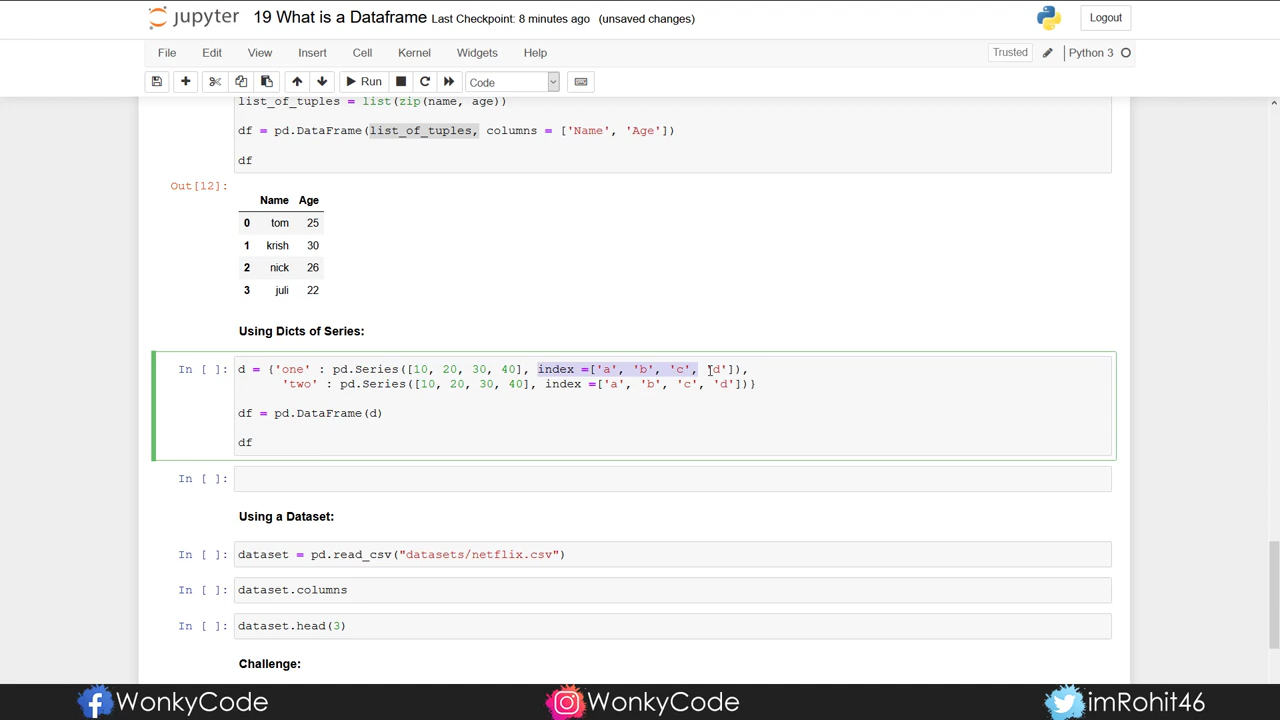 jupyter 19 What is a Dataframe Last Checkpoint: 8 minutes ago (unsaved changes) Logout
File Edit View Insert Cell Kernel Widgets Help Trusted Python 3
Run Code
list_of_tuples = list(zip(name, age))
df = pd.DataFrame(list_of_tuples, columns = ['Name', 'Age'])
df
Out[12]:
Name Age
0 tom 25
1 krish 30
2 nick 26
3 juli 22
Using Dicts of Series:
In [ ]: d = {'one' : pd.Series([10, 20, 30, 40], index =['a', 'b', 'c', 'd']),
'two' : pd.Series([10, 20, 30, 40], index =['a', 'b', 'c', 'd'])}
df = pd.DataFrame(d)
df
In [ ]:
Using a Dataset:
In [ ]: dataset = pd.read_csv("datasets/netflix.csv")
In [ ]: dataset.columns
In [ ]: dataset.head(3)
Challenge:
WonkyCode WonkyCode imRohit46